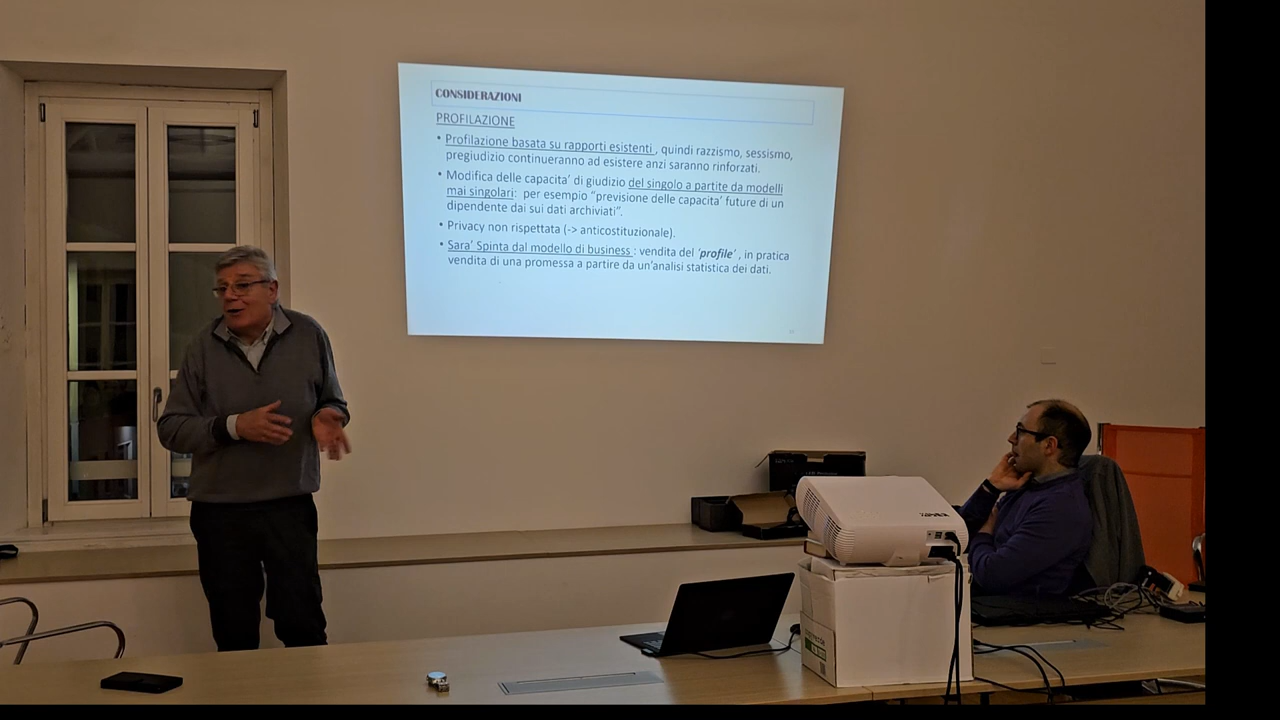 CONSIDERAZIONI
PROFILAZIONE
• Profilazione basata su rapporti esistenti , quindi razzismo, sessismo,
pregiudizio continueranno ad esistere anzi saranno rinforzati.
• Modifica delle capacita' di giudizio del singolo a partite da modelli
mai singolari: per esempio "previsione delle capacita' future di un
dipendente dai sui dati archiviati".
• Privacy non rispettata (-> anticostituzionale).
• Sara' Spinta dal modello di business : vendita del 'profile' , in pratica
vendita di una promessa a partire da un'analisi statistica dei dati.